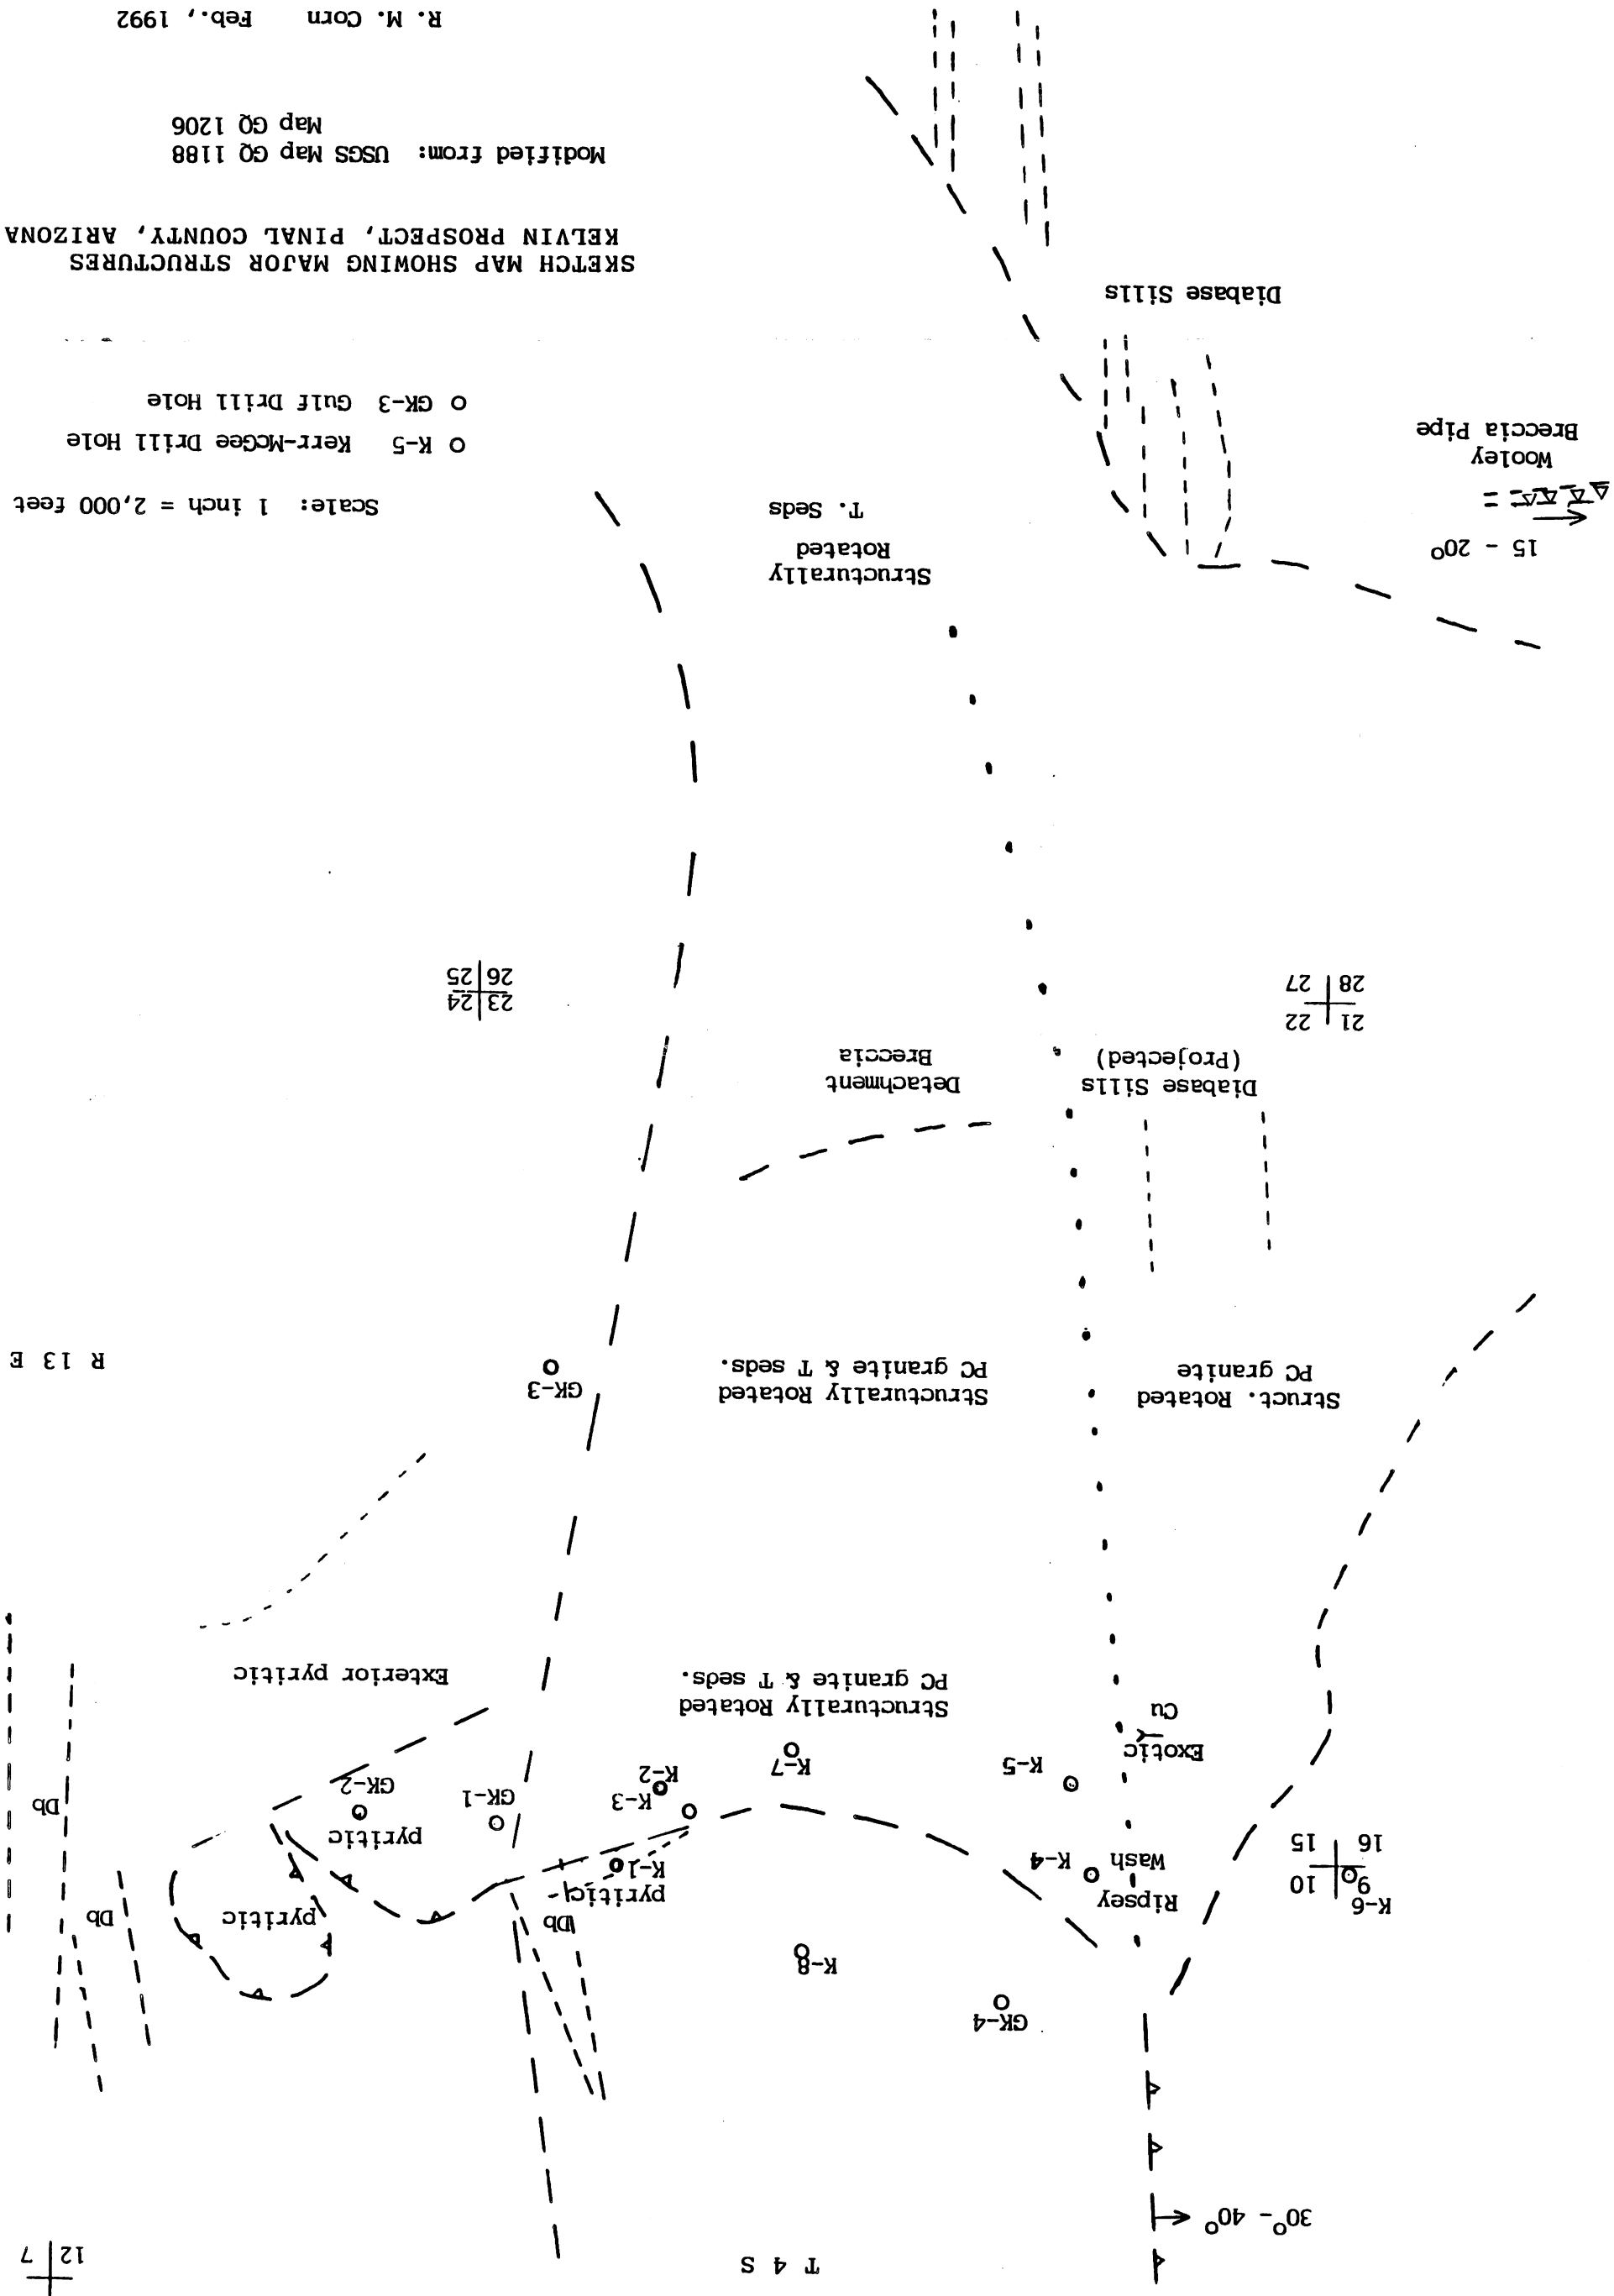 T 4 S
12 | 7
30° - 40°
GK-4
K-8
K-6
9 | 10
16 | 15
Ripsey
Wash
K-4
Db
pyritic
K-1
pyritic
Db
Db
K-3
K-2
GK-1
pyritic
GK-2
K-5
K-7
Exotic
Cu
Structurally Rotated
PC granite & T seds.
Exterior pyritic
Struct. Rotated
PC granite
Structurally Rotated
PC granite & T seds.
GK-3
R 13 E
Diabase Sills
(Projected)
Detachment
Breccia
21 | 22
28 | 27
23 | 24
26 | 25
15 - 20°
Wooley
Breccia Pipe
Structurally
Rotated
T. Seds
Diabase Sills
Scale: 1 inch = 2,000 feet
O K-5 Kerr-McGee Drill Hole
O GK-3 Gulf Drill Hole
SKETCH MAP SHOWING MAJOR STRUCTURES
KELVIN PROSPECT, PINAL COUNTY, ARIZONA
Modified from: USGS Map GQ 1188
Map GQ 1206
R. M. Corn Feb., 1992